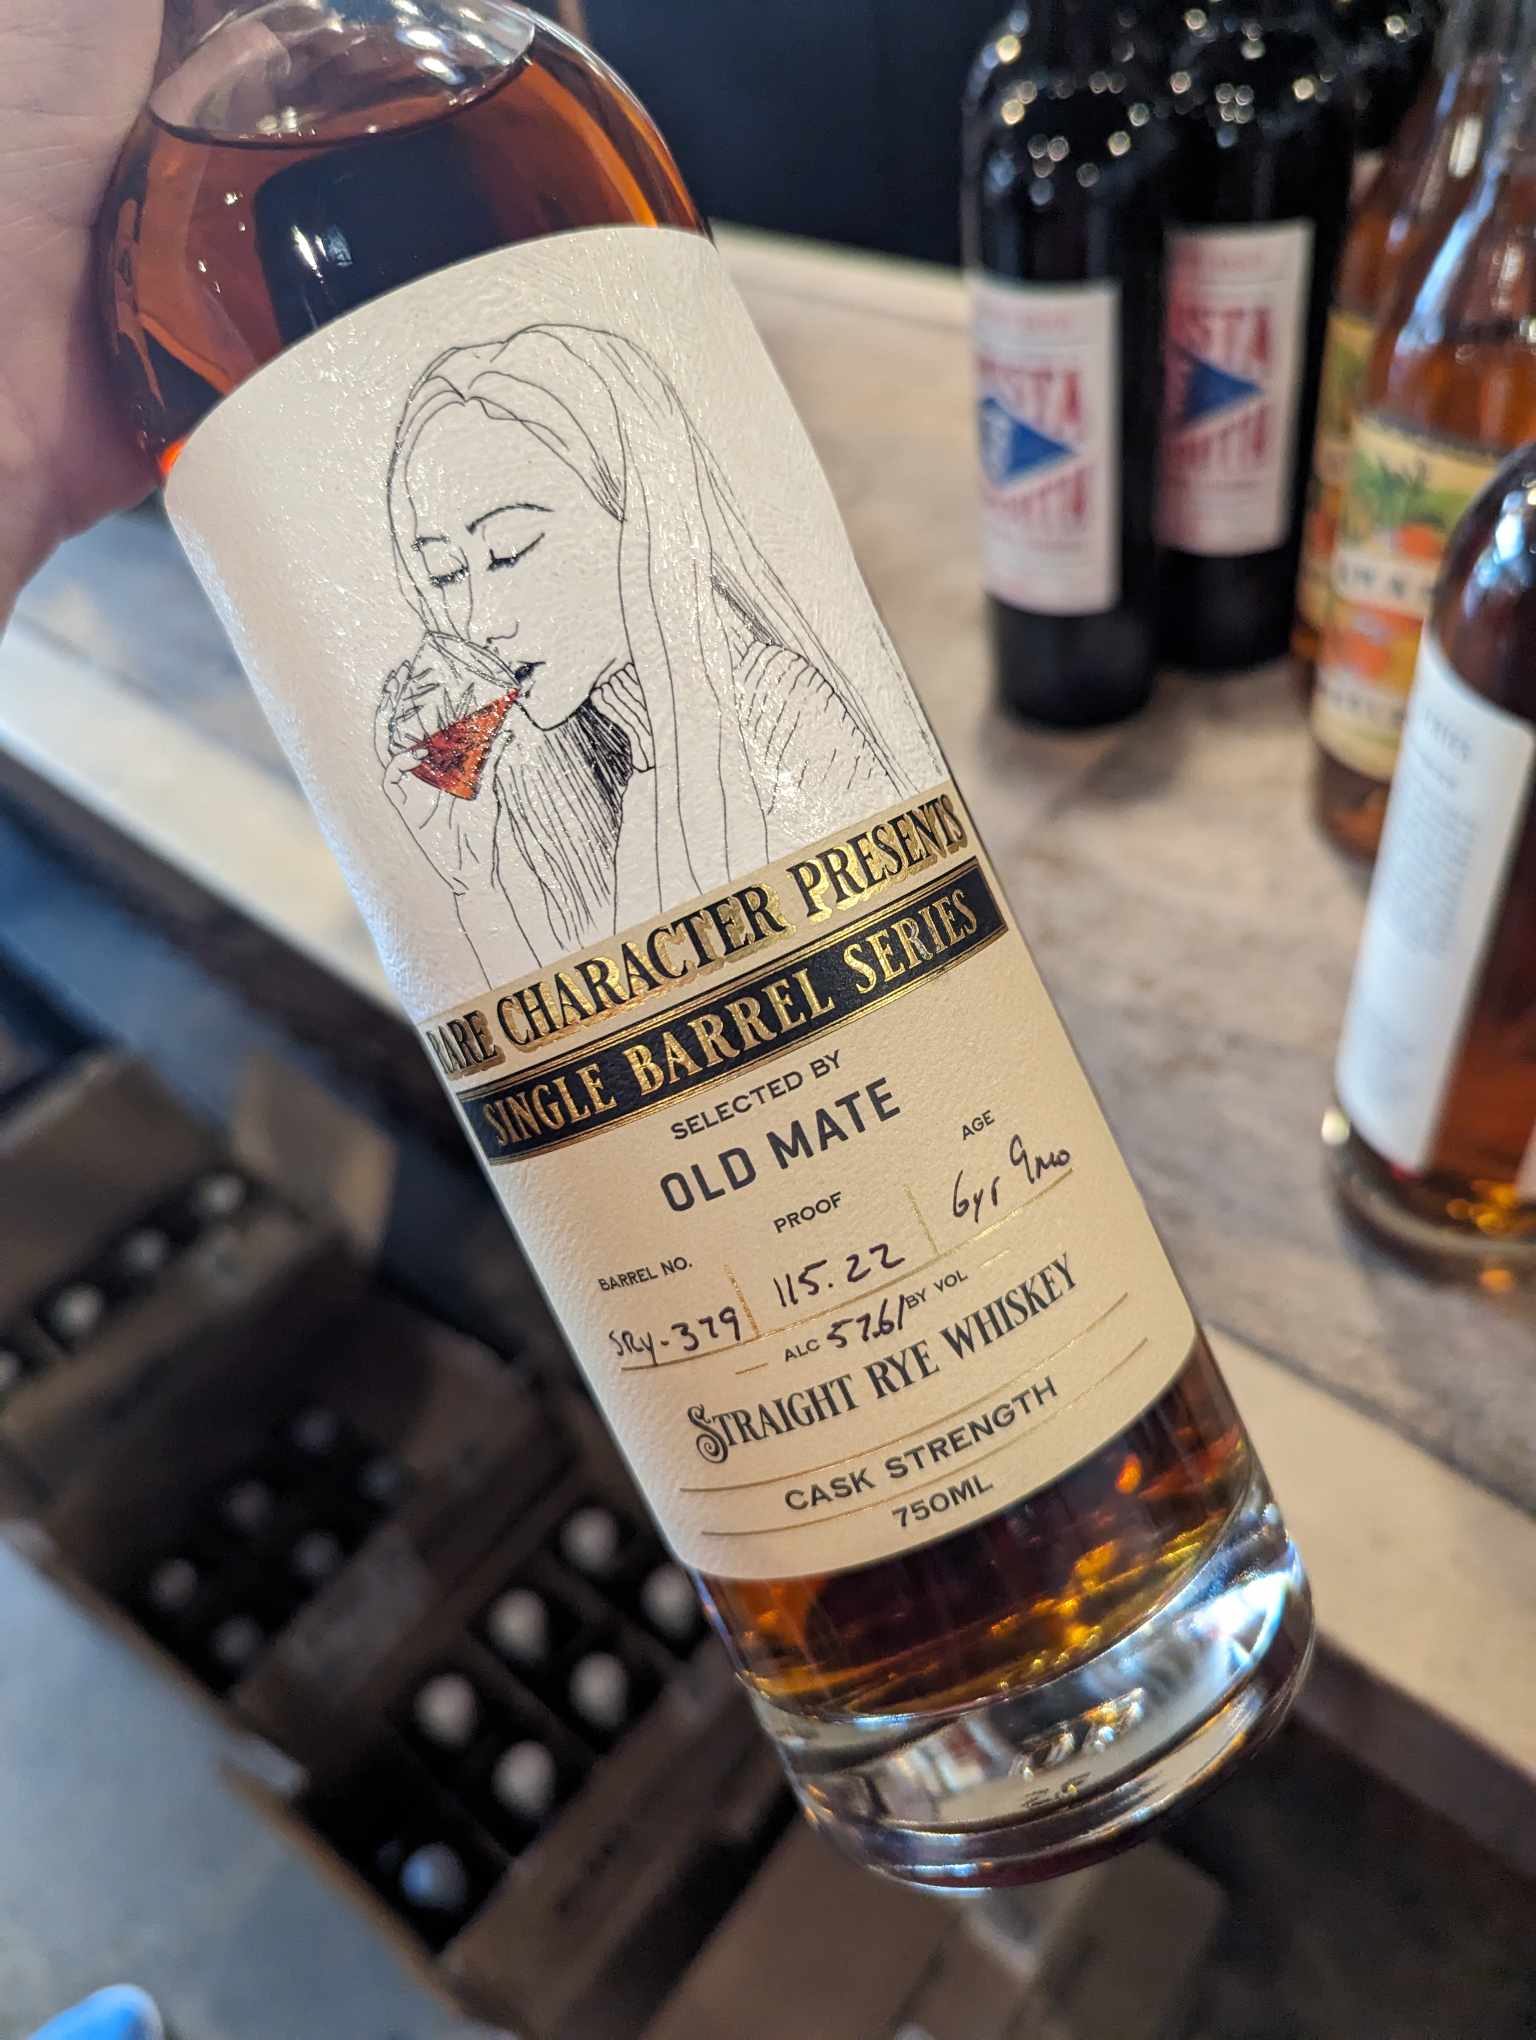 RARE CHARACTER PRESENTS
SINGLE BARREL SERIES
SELECTED BY
OLD MATE
BARREL NO.
SRY-379
PROOF
115.22
AGE
6yr 9mo
ALC 57.61 BY VOL
STRAIGHT RYE WHISKEY
CASK STRENGTH
750ML